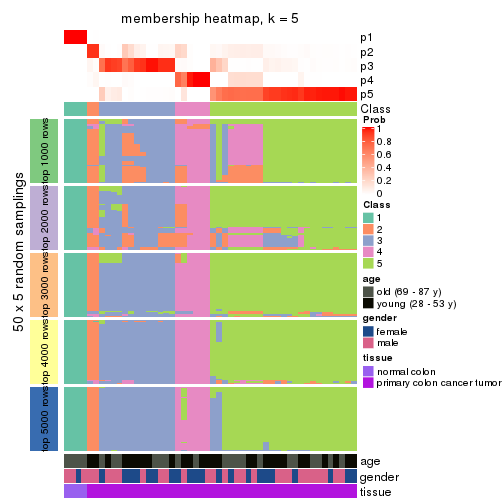 membership heatmap, k = 5
p1
p2
p3
p4
p5
Class
50 x 5 random samplings
top 1000 rows
top 2000 rows
top 3000 rows
top 4000 rows
top 5000 rows
age
gender
tissue
Prob
1
0.8
0.6
0.4
0.2
0
Class
1
2
3
4
5
age
old (69 - 87 y)
young (28 - 53 y)
gender
female
male
tissue
normal colon
primary colon cancer tumor